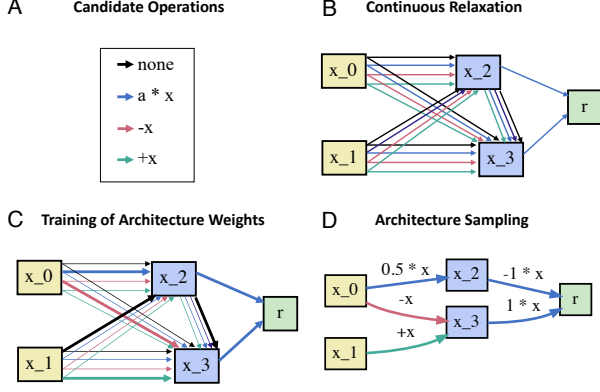 A Candidate Operations
none
a * x
-x
+x
B Continuous Relaxation
x_0
x_2
r
x_1
x_3
C Training of Architecture Weights
x_0
x_2
r
x_1
x_3
D Architecture Sampling
0.5 * x
x_2
-1 * x
x_0
r
-x
1 * x
x_3
+x
x_1